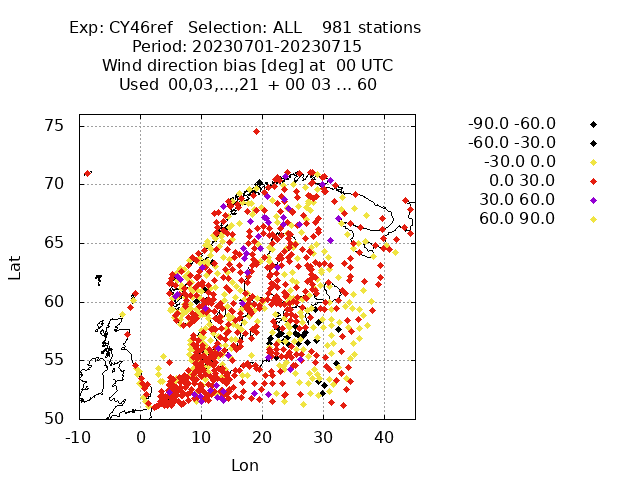 Exp: CY46ref   Selection: ALL    981 stations
Period: 20230701-20230715
Wind direction bias [deg] at  00 UTC
Used  00,03,...,21  + 00 03 ... 60
-90.0 -60.0
-60.0 -30.0
-30.0 0.0
0.0 30.0
30.0 60.0
60.0 90.0
75
70
65
60
55
50
Lat
-10 0 10 20 30 40
Lon